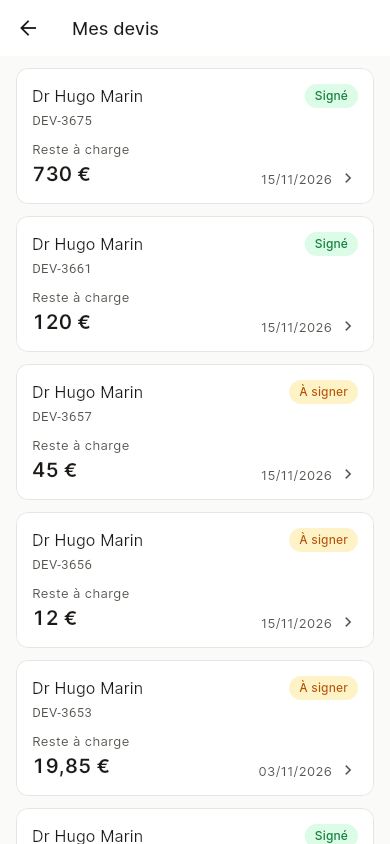 Mes devis
Dr Hugo Marin
Signé
DEV-3675
Reste à charge
730 €
15/11/2026
Dr Hugo Marin
Signé
DEV-3661
Reste à charge
120 €
15/11/2026
Dr Hugo Marin
À signer
DEV-3657
Reste à charge
45 €
15/11/2026
Dr Hugo Marin
À signer
DEV-3656
Reste à charge
12 €
15/11/2026
Dr Hugo Marin
À signer
DEV-3653
Reste à charge
19,85 €
03/11/2026
Dr Hugo Marin
Signé